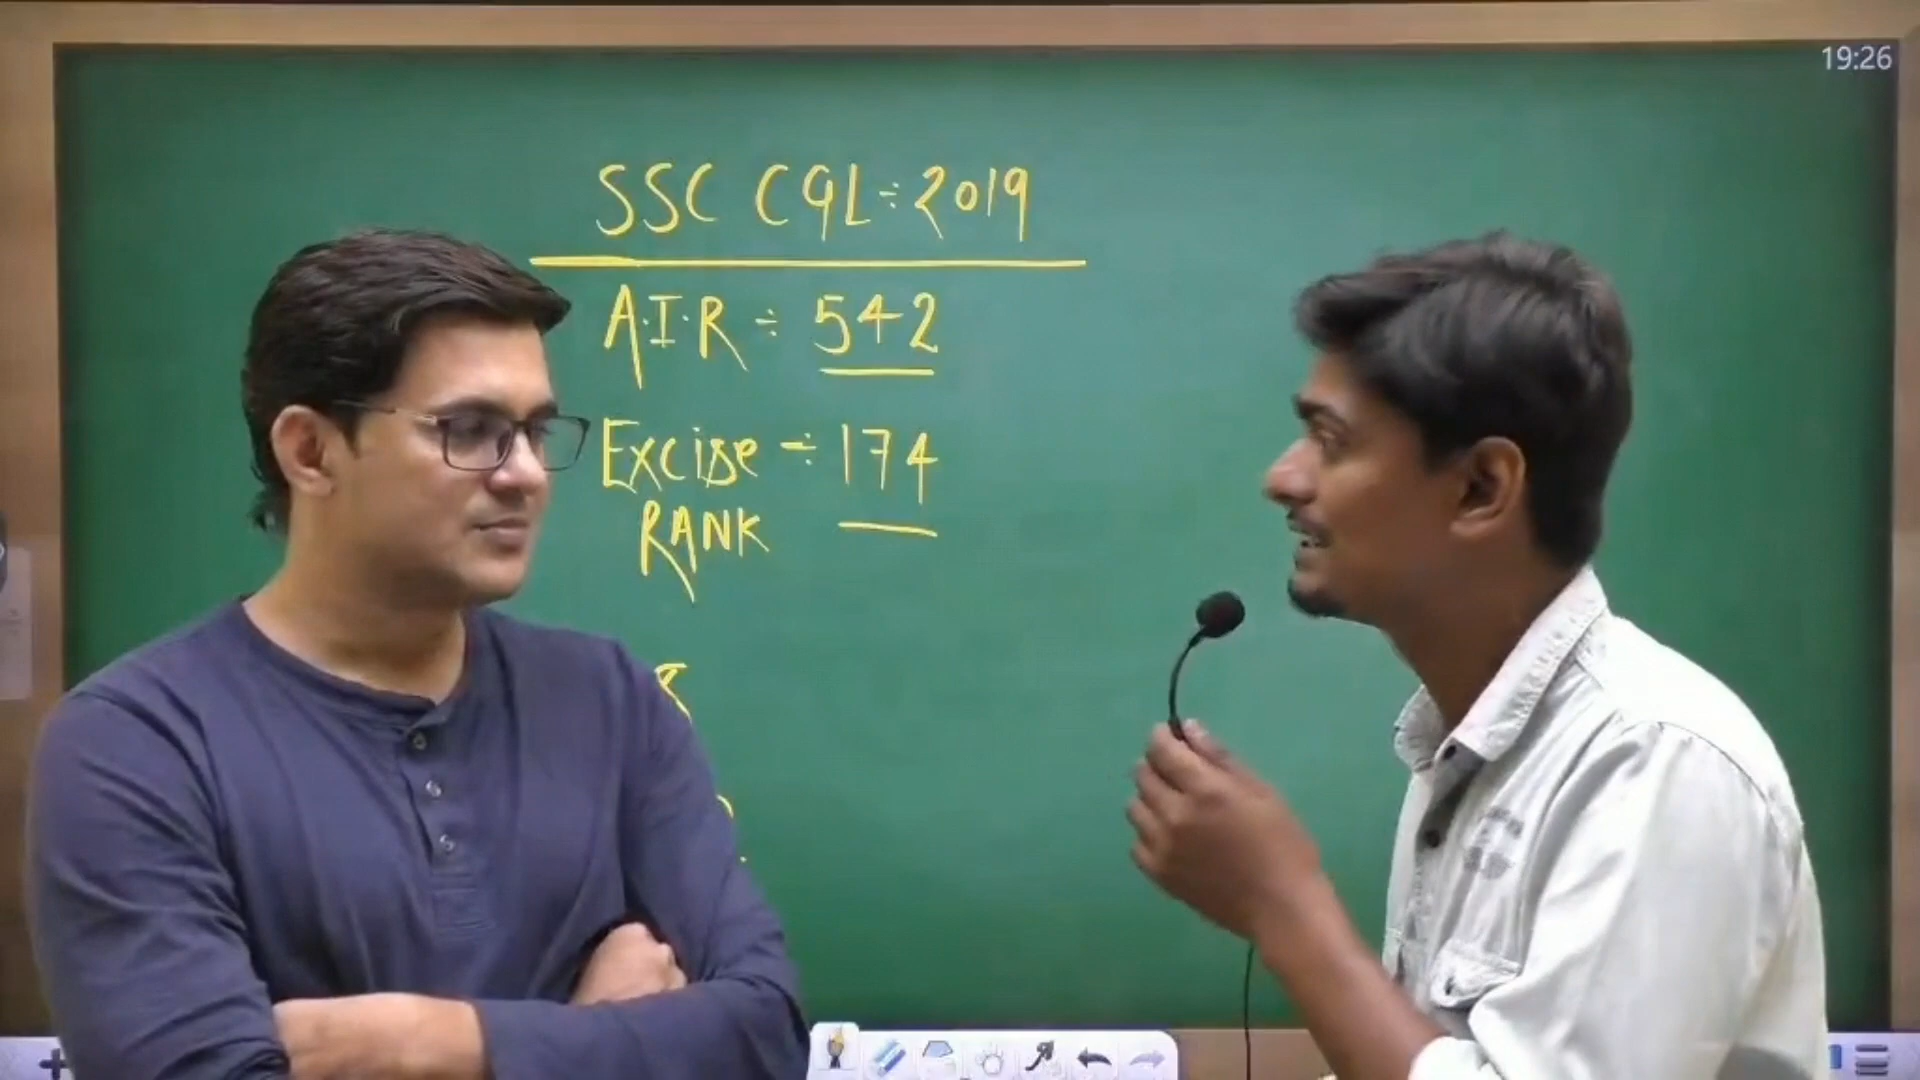 19:26
SSC CGL÷2019
A.I.R ÷ 542
Excise ÷ 174
RANK